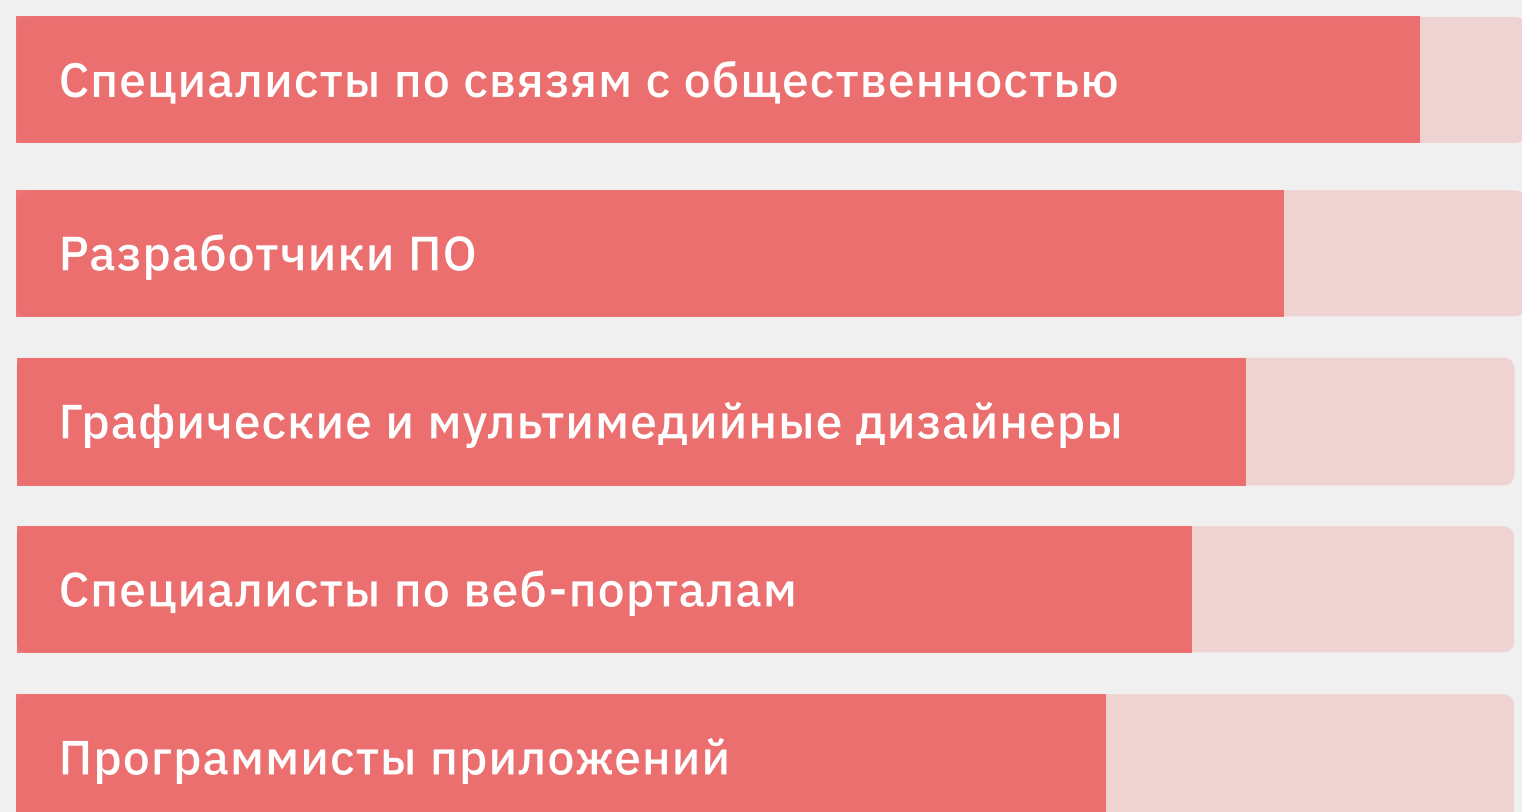 Специалисты по связям с общественностью
Разработчики ПО
Графические и мультимедийные дизайнеры
Специалисты по веб-порталам
Программисты приложений